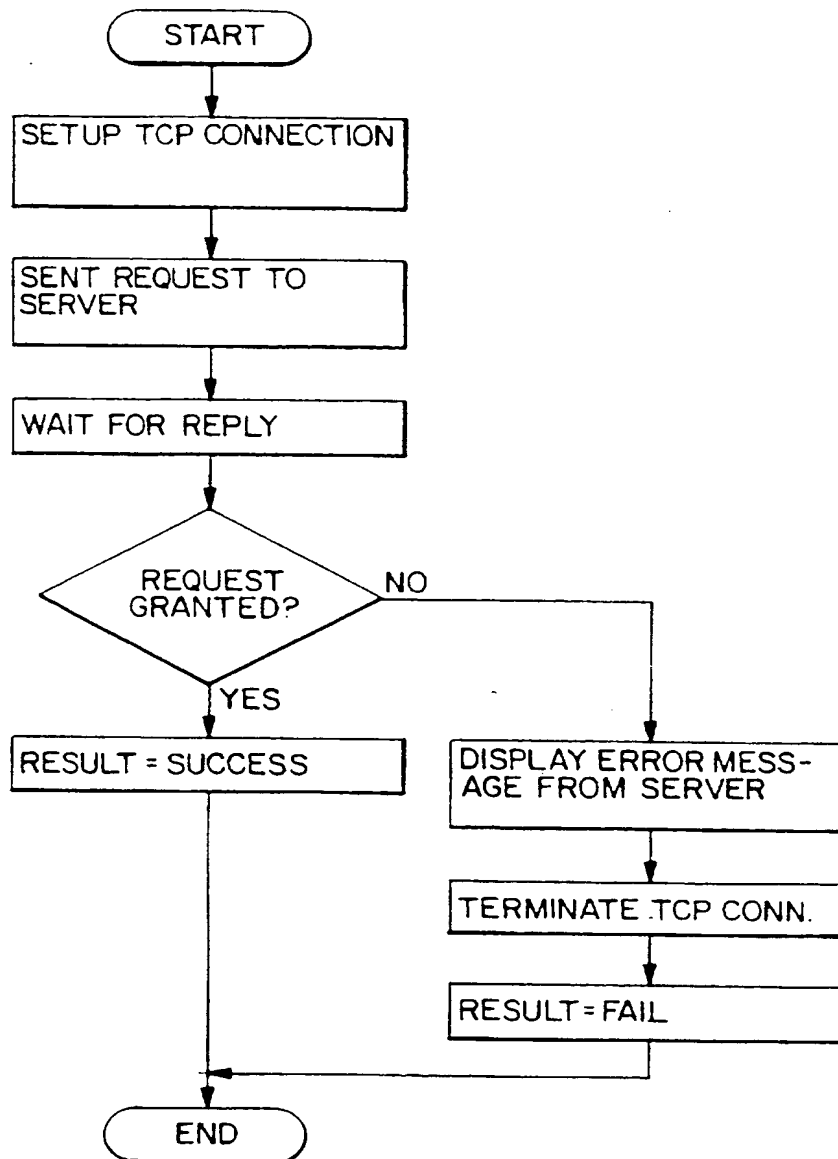 START
SETUP TCP CONNECTION
SENT REQUEST TO
SERVER
WAIT FOR REPLY
REQUEST
GRANTED?
NO
YES
RESULT = SUCCESS
DISPLAY ERROR MESS-
AGE FROM SERVER
TERMINATE TCP CONN.
RESULT = FAIL
END